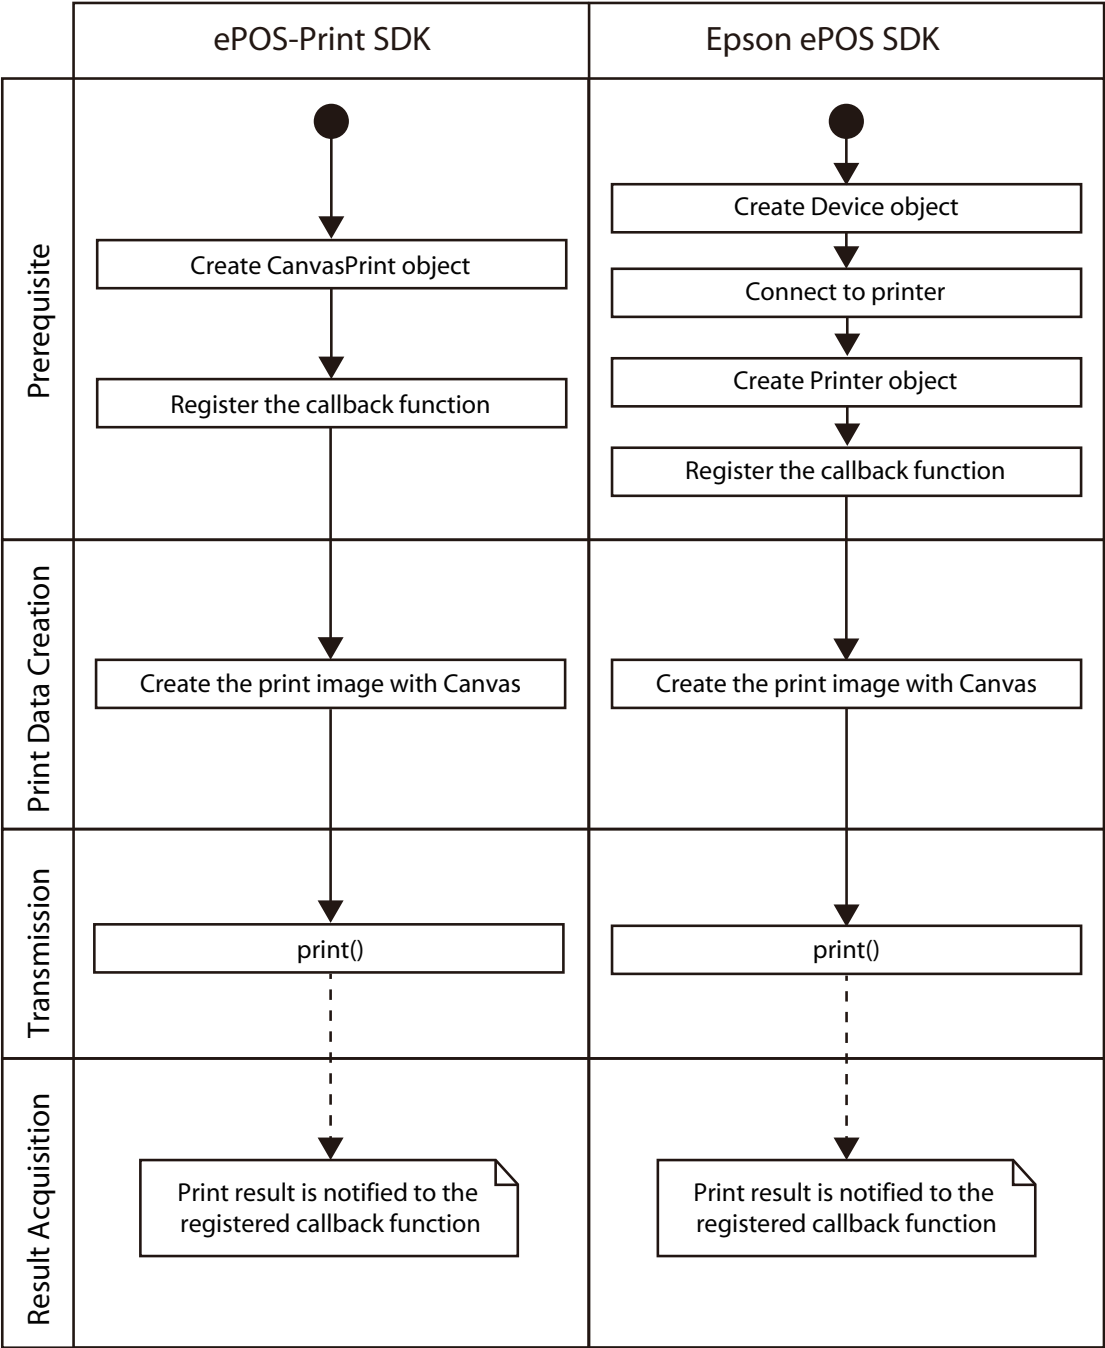 ePOS-Print SDK
Epson ePOS SDK
Prerequisite
Create CanvasPrint object
Register the callback function
Create Device object
Connect to printer
Create Printer object
Register the callback function
Print Data Creation
Create the print image with Canvas
Create the print image with Canvas
Transmission
print()
print()
Result Acquisition
Print result is notified to the
registered callback function
Print result is notified to the
registered callback function